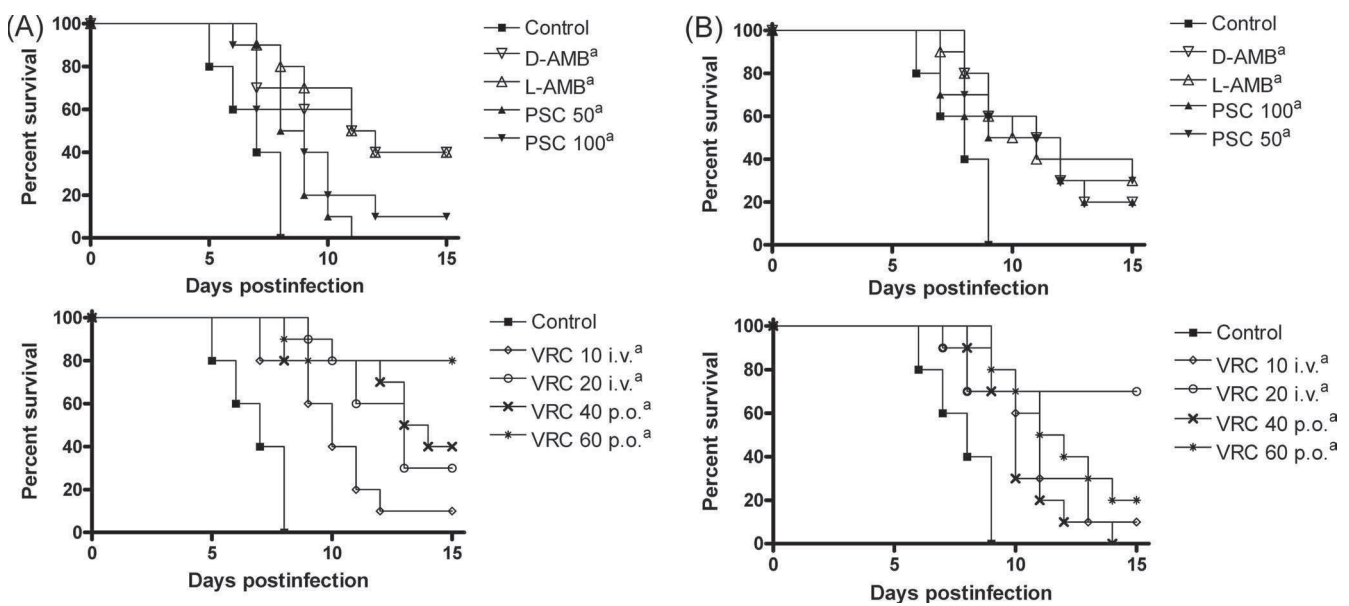 (A)
Percent survival
100
80
60
40
20
0
0 5 10 15
Days postinfection
Control
D-AMBᵃ
L-AMBᵃ
PSC 50ᵃ
PSC 100ᵃ
(B)
Percent survival
100
80
60
40
20
0
0 5 10 15
Days postinfection
Control
D-AMBᵃ
L-AMBᵃ
PSC 100ᵃ
PSC 50ᵃ
Percent survival
100
80
60
40
20
0
0 5 10 15
Days postinfection
Control
VRC 10 i.v.ᵃ
VRC 20 i.v.ᵃ
VRC 40 p.o.ᵃ
VRC 60 p.o.ᵃ
Percent survival
100
80
60
40
20
0
0 5 10 15
Days postinfection
Control
VRC 10 i.v.ᵃ
VRC 20 i.v.ᵃ
VRC 40 p.o.ᵃ
VRC 60 p.o.ᵃ